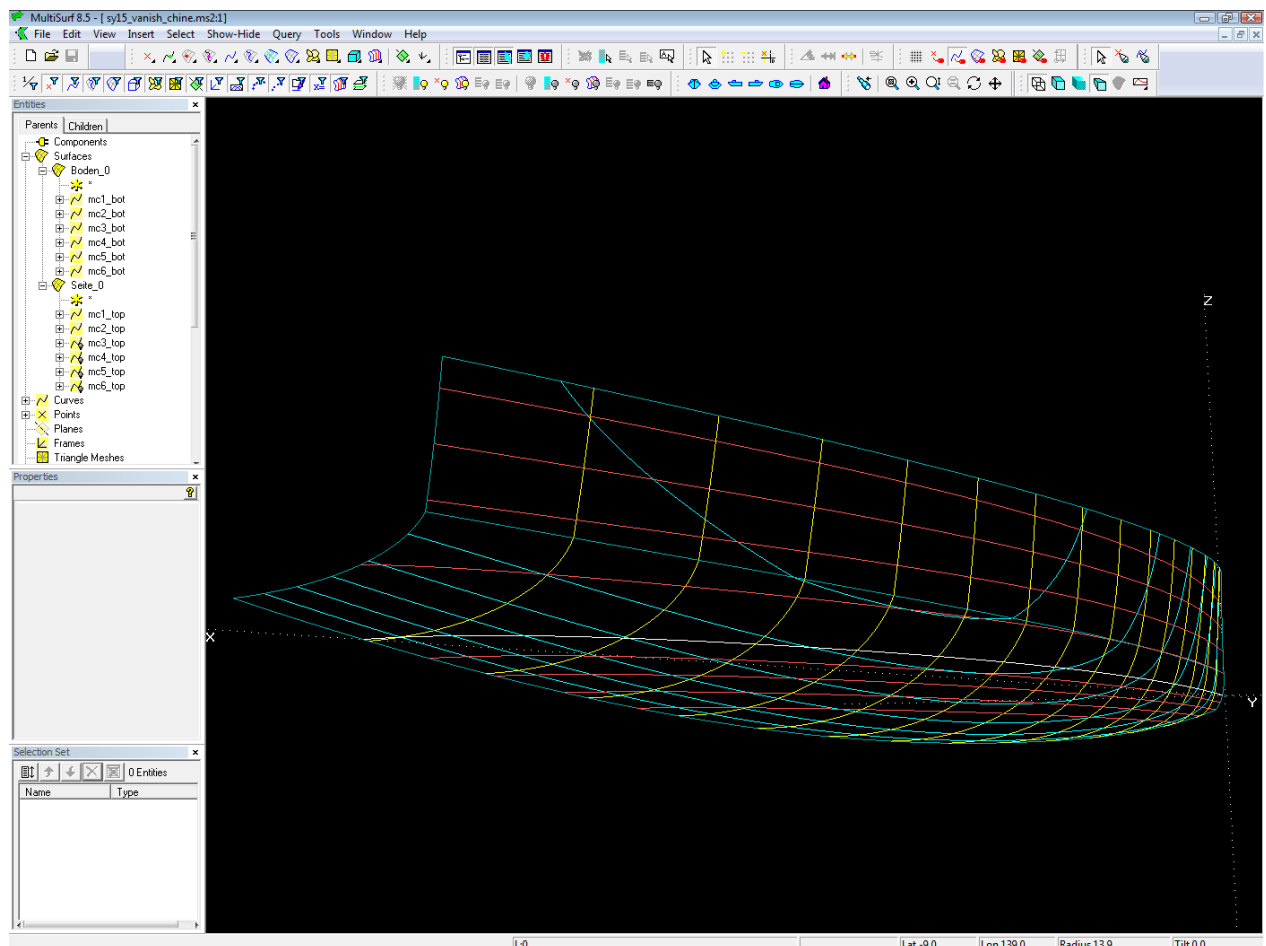 MultiSurf 8.5 - [ sy15_vanish_chine.ms2:1]
File Edit View Insert Select Show-Hide Query Tools Window Help
Entities
Parents Children
Components
Surfaces
Boden_0
*
mc1_bot
mc2_bot
mc3_bot
mc4_bot
mc5_bot
mc6_bot
Seite_0
*
mc1_top
mc2_top
mc3_top
mc4_top
mc5_top
mc6_top
Curves
Points
Planes
Frames
Triangle Meshes
Z
X
Y
Properties
Selection Set
0 Entities
Name Type
L:0 Lat -9.0 Lon 139.0 Radius 13.9 Tilt 0.0